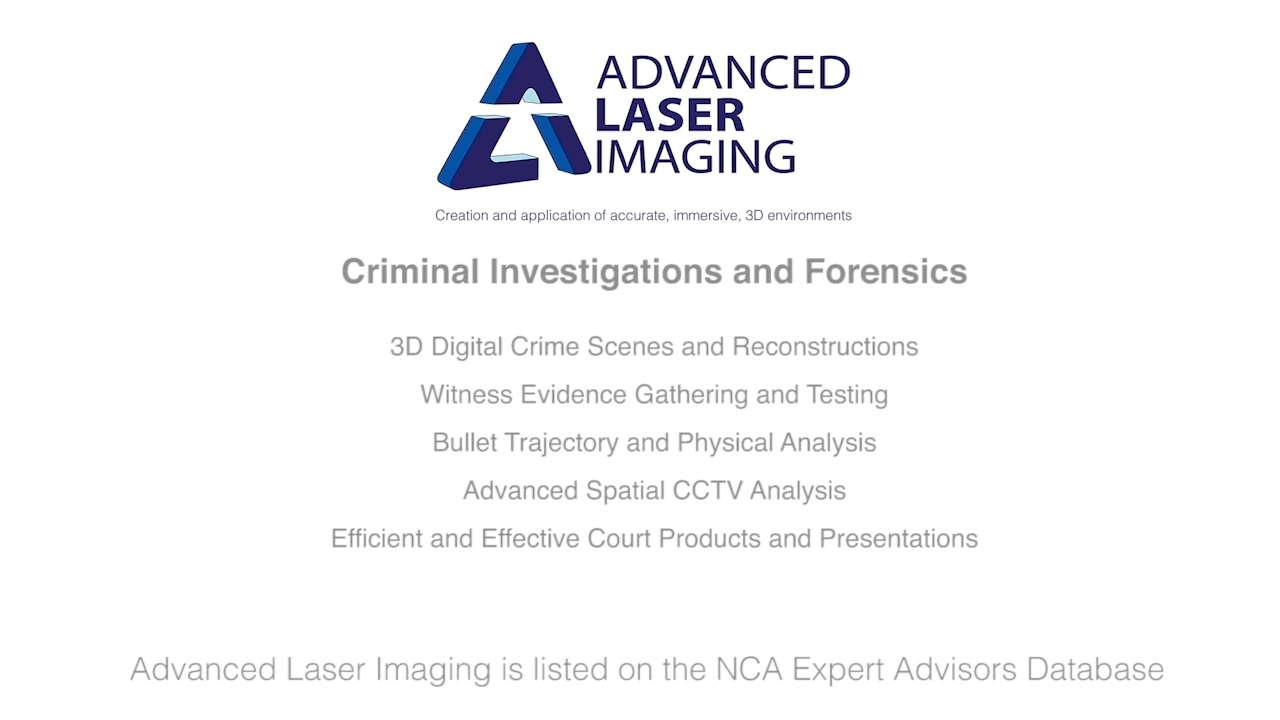 ADVANCED
LASER
IMAGING
Creation and application of accurate, immersive, 3D environments
Criminal Investigations and Forensics
3D Digital Crime Scenes and Reconstructions
Witness Evidence Gathering and Testing
Bullet Trajectory and Physical Analysis
Advanced Spatial CCTV Analysis
Efficient and Effective Court Products and Presentations
Advanced Laser Imaging is listed on the NCA Expert Advisors Database